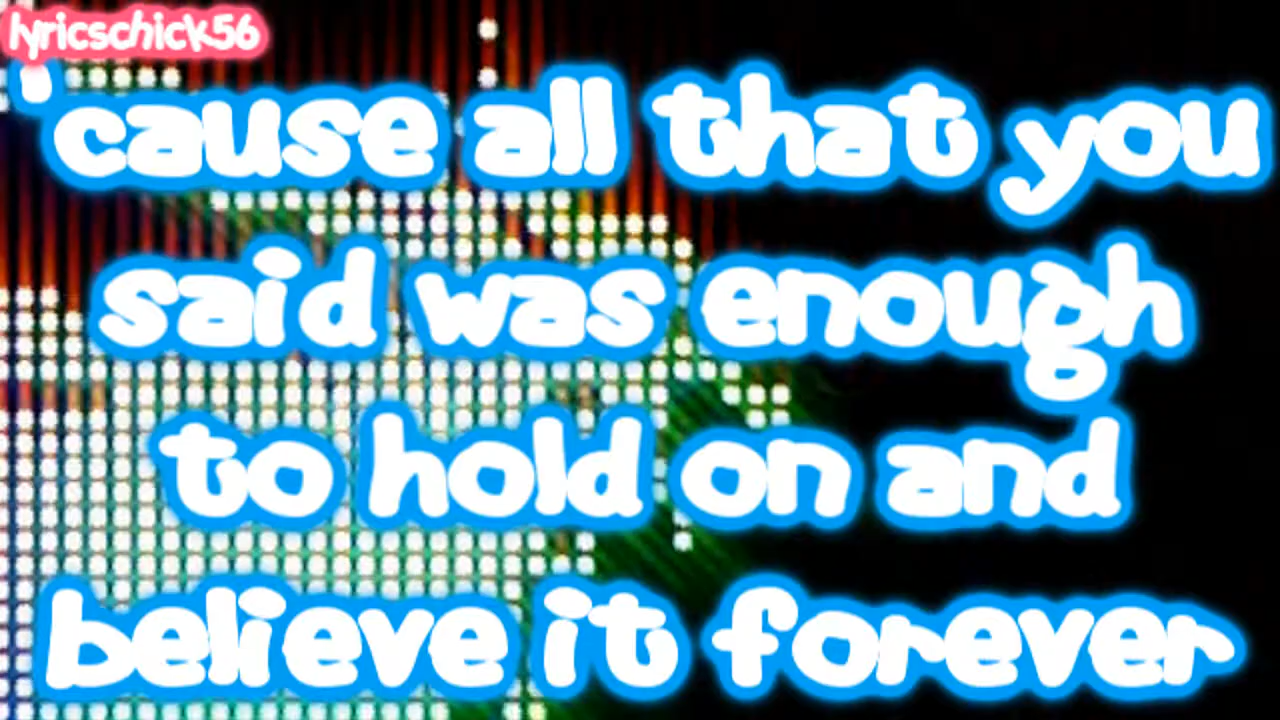 lyricschick56
'cause all that you
said was enough
to hold on and
believe it forever